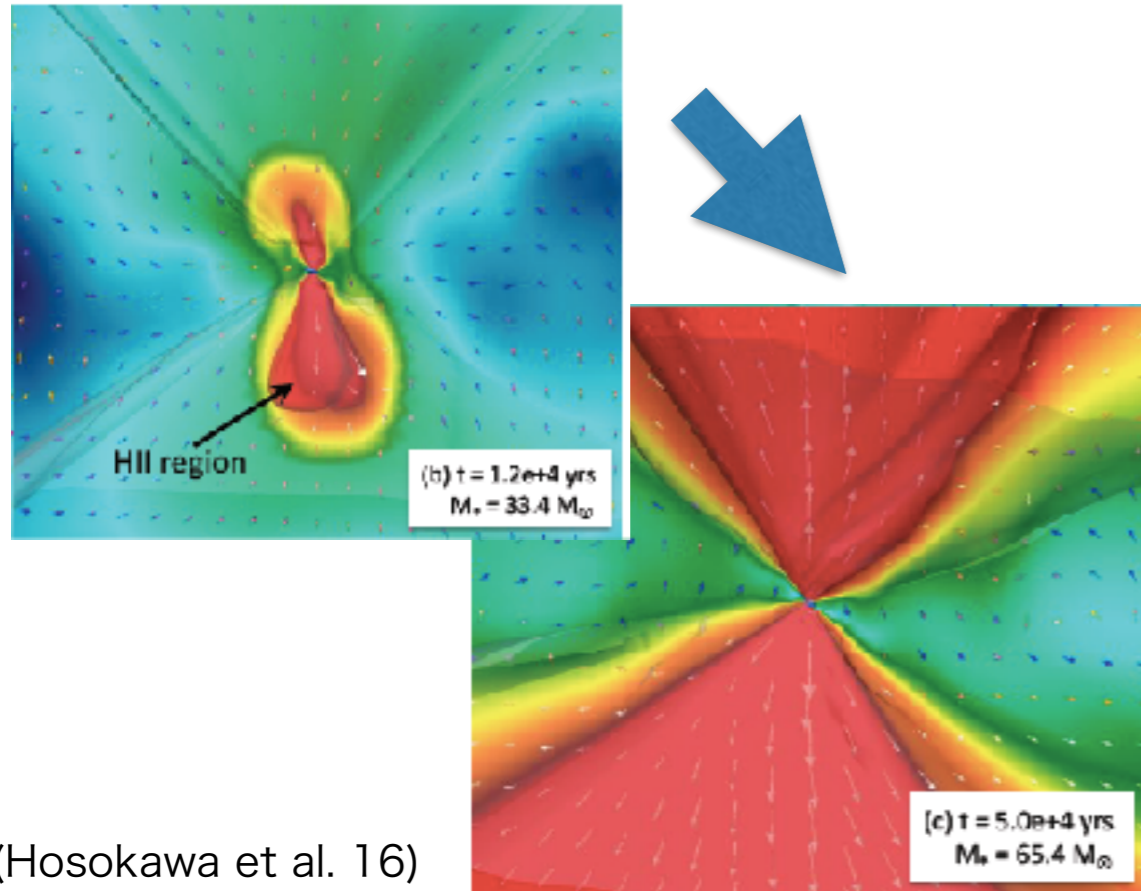 HII region
(b) t = 1.2e+4 yrs
M* = 33.4 M⊙
(c) t = 5.0e+4 yrs
M* = 65.4 M⊙
(Hosokawa et al. 16)